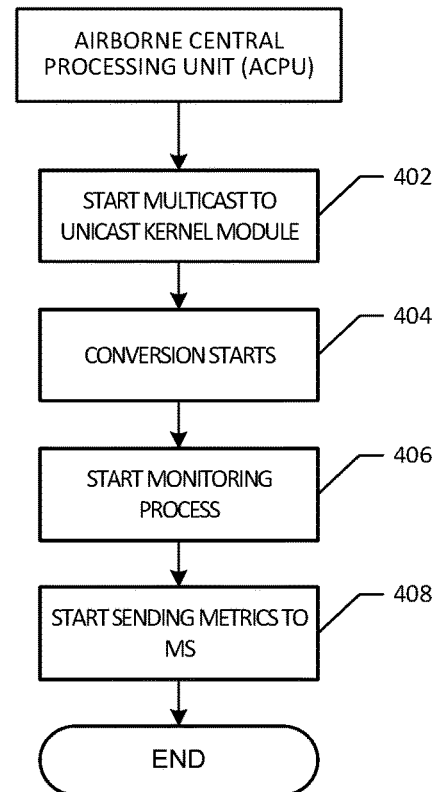 AIRBORNE CENTRAL
PROCESSING UNIT (ACPU)
START MULTICAST TO
UNICAST KERNEL MODULE
402
CONVERSION STARTS
404
START MONITORING
PROCESS
406
START SENDING METRICS TO
MS
408
END